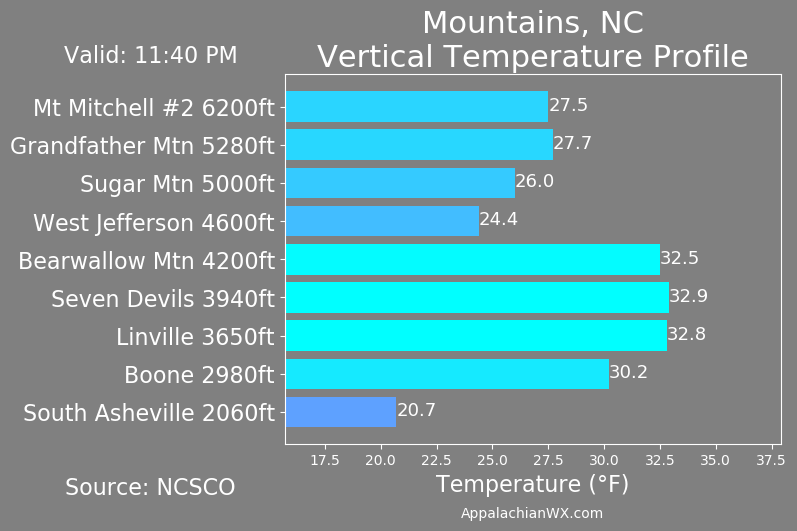 Mountains, NC
Vertical Temperature Profile
Valid: 11:40 PM
Mt Mitchell #2 6200ft 27.5
Grandfather Mtn 5280ft 27.7
Sugar Mtn 5000ft 26.0
West Jefferson 4600ft 24.4
Bearwallow Mtn 4200ft 32.5
Seven Devils 3940ft 32.9
Linville 3650ft 32.8
Boone 2980ft 30.2
South Asheville 2060ft 20.7
17.5 20.0 22.5 25.0 27.5 30.0 32.5 35.0 37.5
Temperature (°F)
Source: NCSCO
AppalachianWX.com